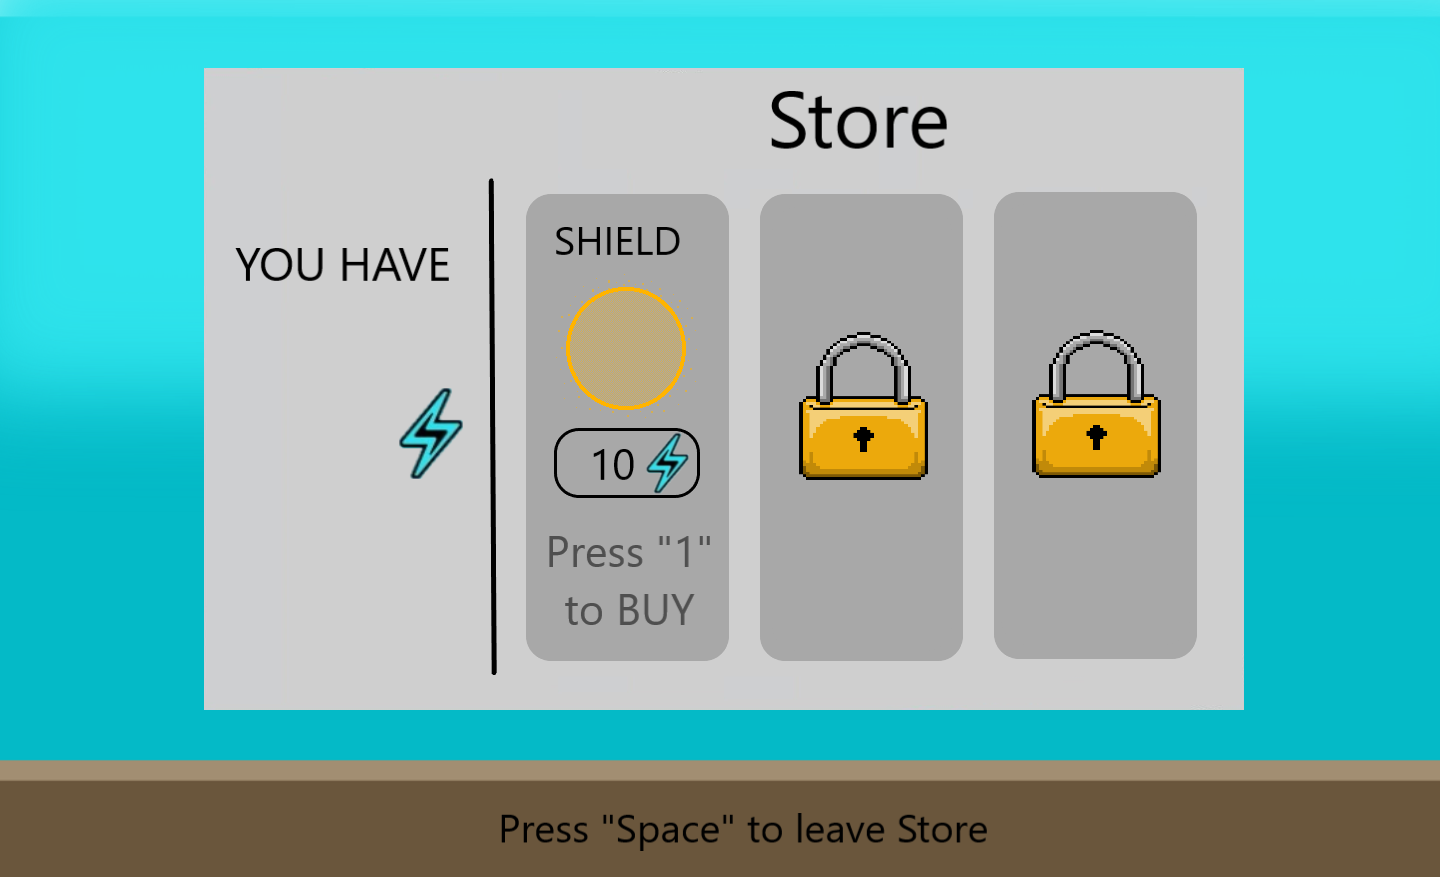 Store
YOU HAVE
SHIELD
10
Press "1"
to BUY
Press "Space" to leave Store